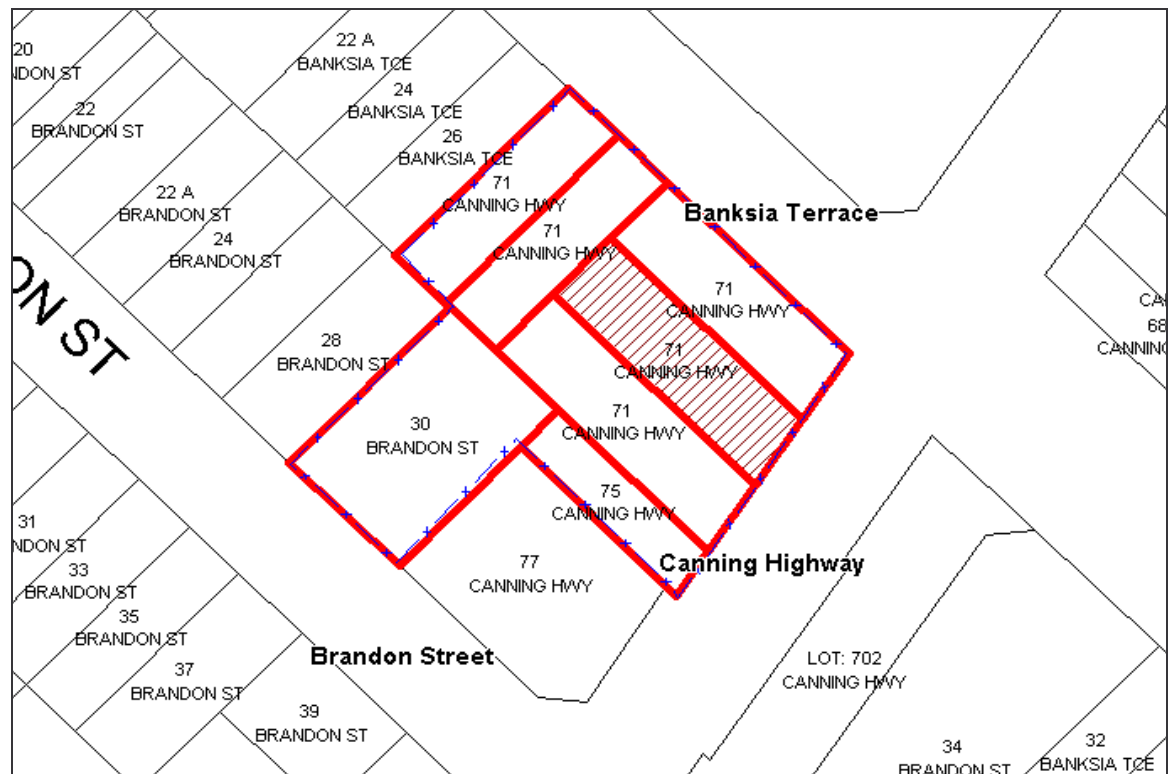 20
NDON ST
22
BRANDON ST
22 A
BRANDON ST
24
BRANDON ST
28
BRANDON ST
30
BRANDON ST
22 A
BANKSIA TCE
24
BANKSIA TCE
26
BANKSIA TCE
71
CANNING HWY
71
CANNING HWY
Banksia Terrace
71
CANNING HWY
71
CANNING HWY
71
CANNING HWY
75
CANNING HWY
77
CANNING HWY
Canning Highway
CA
68
CANNING
ON ST
31
NDON ST
33
BRANDON ST
35
BRANDON ST
37
BRANDON ST
39
BRANDON ST
Brandon Street
LOT: 702
CANNING HWY
34
BRANDON ST
32
BANKSIA TCE